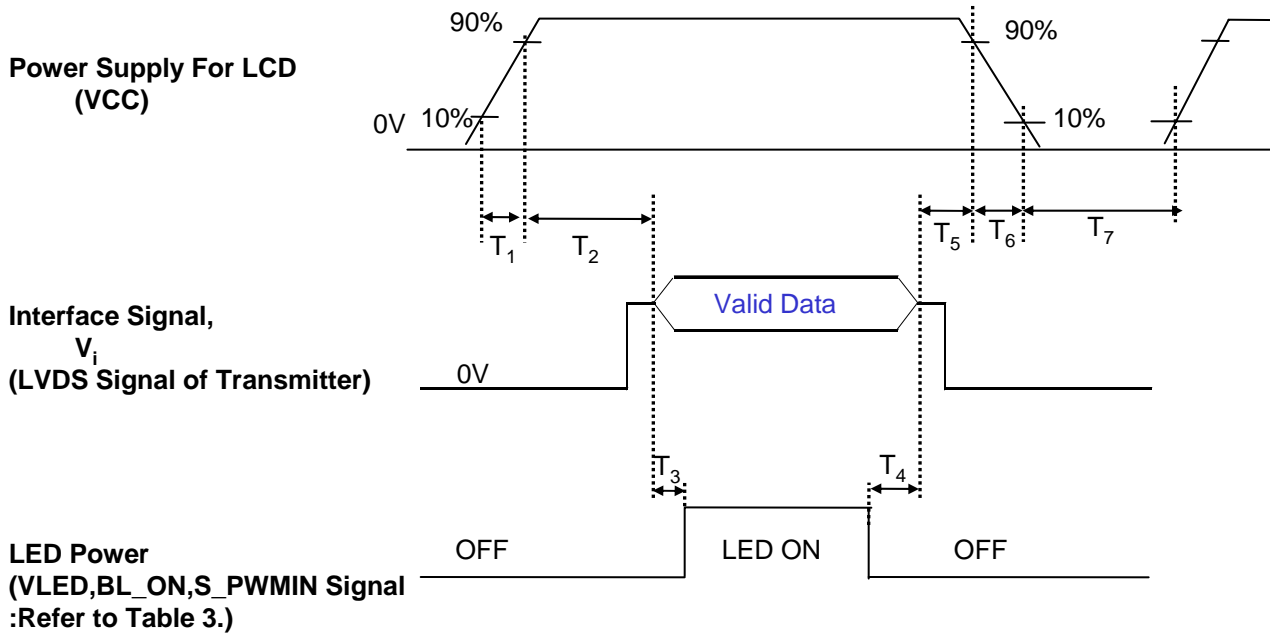 90%
90%
Power Supply For LCD
(VCC)
0V
10%
10%
T1
T2
T5
T6
T7
Interface Signal,
Vi
(LVDS Signal of Transmitter)
Valid Data
0V
T3
T4
LED Power
(VLED,BL_ON,S_PWMIN Signal
:Refer to Table 3.)
OFF
LED ON
OFF